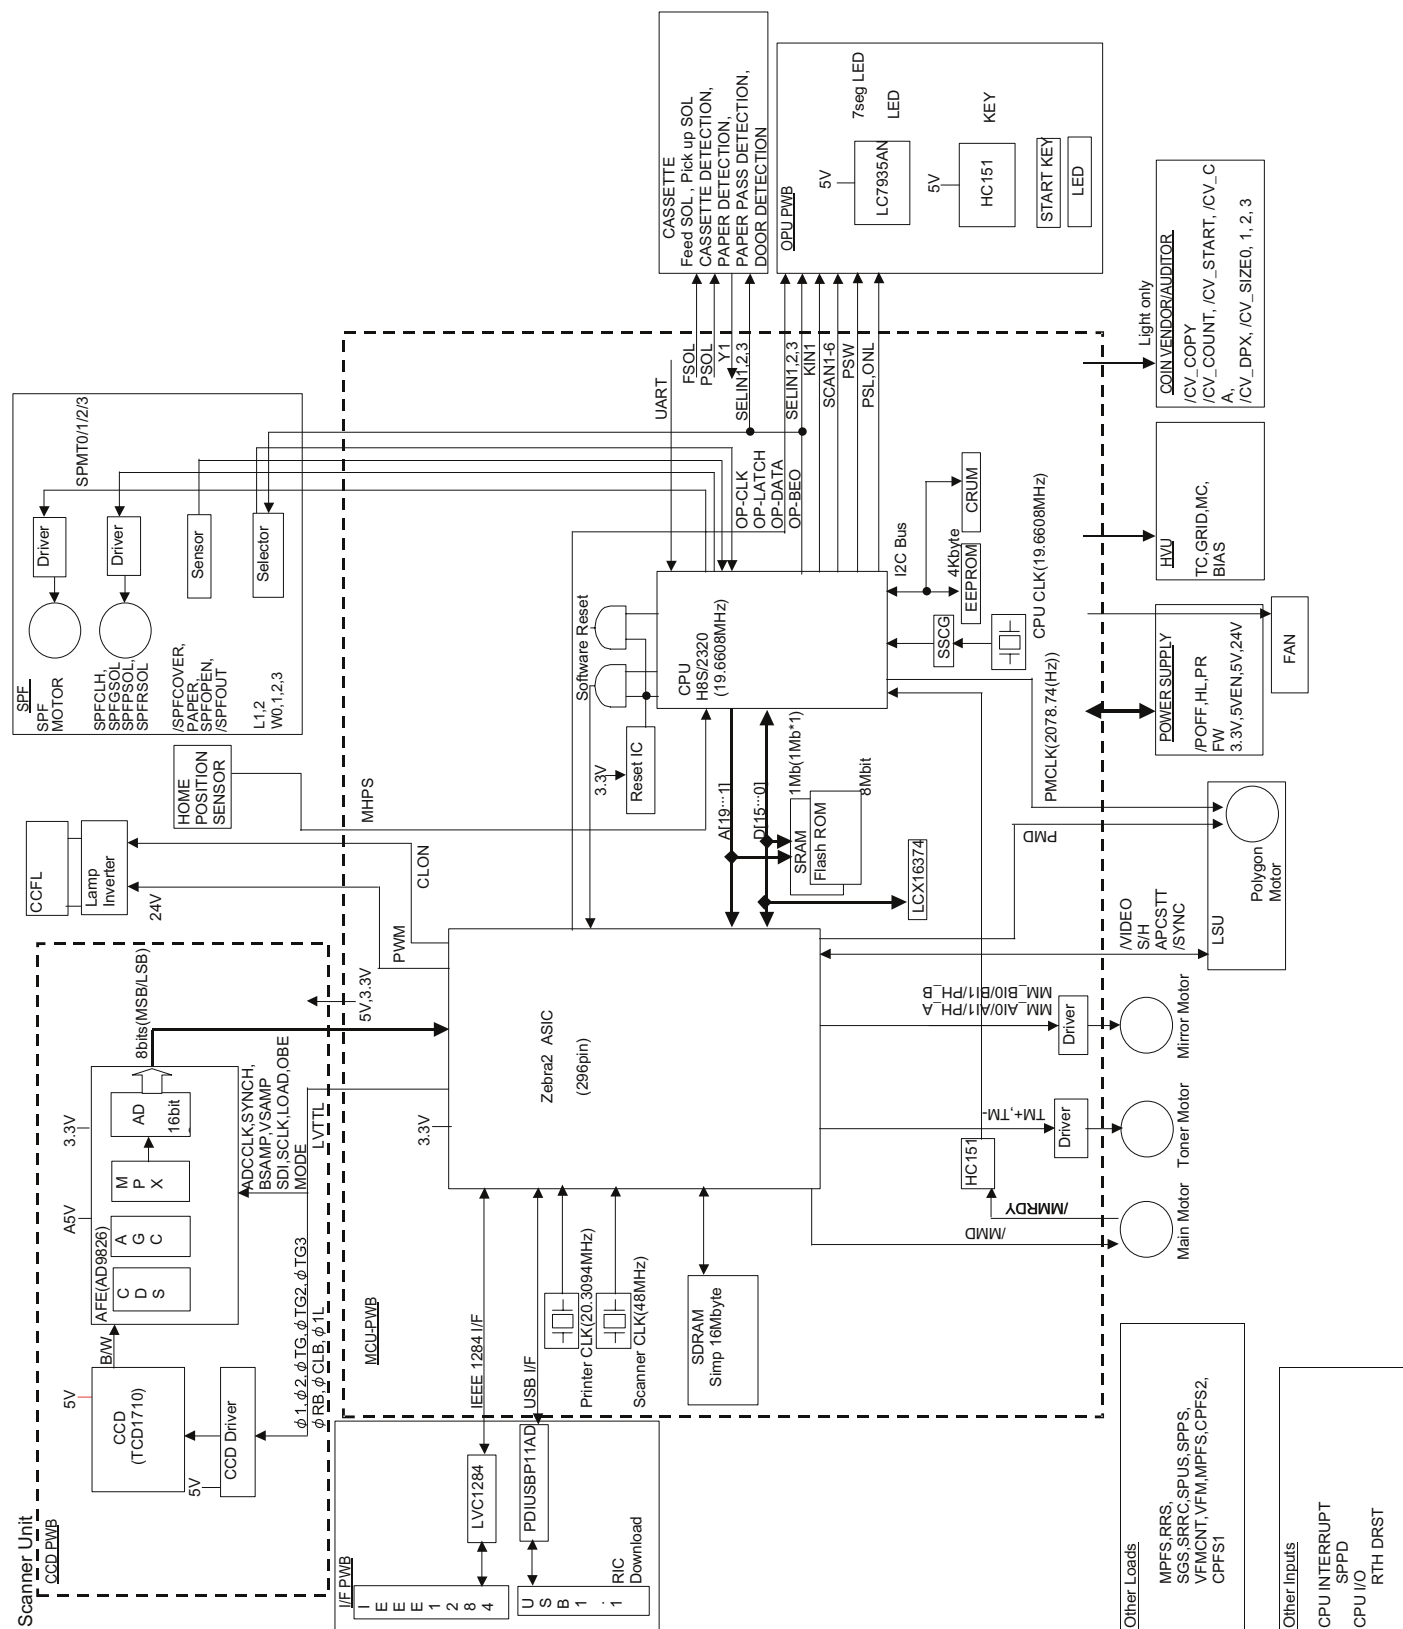 Scanner Unit
CCD PWB
5V
CCD
(TCD1710)
5V
CCD Driver
B/W
AFE(AD9826)
C
D
S
A
G
C
M
P
X
AD
16bit
A5V
3.3V
8bits(MSB/LSB)
ADCCLK,SYNCH,
BSAMP,VSAMP
SDI,SCLK,LOAD,OBE
MODE
LVTTL
φ1,φ2,φTG,φTG2,φTG3
φRB,φCLB,φ1L
5V,3.3V
CCFL
Lamp
Inverter
24V
PWM
CLON
HOME
POSITION
SENSOR
MHPS
SPF
SPF
MOTOR
Driver
SPMT0/1/2/3
SPFCLH,
SPFGSOL,
SPFPSOL,
SPFRSOL
Driver
/SPFCOVER,
PAPER,
SPFOPEN,
/SPFOUT
Sensor
L1,2
W0,1,2,3
Selector
CASSETTE
Feed SOL , Pick up SOL
CASSETTE DETECTION,
PAPER DETECTION,
PAPER PASS DETECTION,
DOOR DETECTION
OPU PWB
5V
LC7935AN
7seg LED
LED
5V
HC151
KEY
START KEY
LED
UART
FSOL
PSOL
Y1
SELIN1,2,3
SELIN1,2,3
KIN1
SCAN1-6
PSW
PSL,ONL
OP-CLK
OP-LATCH
OP-DATA
OP-BEO
MCU-PWB
3.3V
Zebra2 ASIC
(296pin)
Software Reset
3.3V
Reset IC
CPU
H8S/2320
(19.6608MHz)
I2C Bus
4Kbyte
EEPROM
CRUM
SSCG
CPU CLK(19.6608MHz)
A[19…1]
D[15…0]
SRAM
1Mb(1Mb*1)
Flash ROM
8Mbit
LCX16374
PMCLK(2078.74(Hz))
PMD
I/F PWB
I
E
E
E
1
2
8
4
LVC1284
IEEE 1284 I/F
U
S
B
1
.
1
PDIUSBP11AD
USB I/F
RIC
Download
Printer CLK(20.3094MHz)
Scanner CLK(48MHz)
SDRAM
Simp 16Mbyte
/MMD
/MMRDY
HC151
TM+,TM-
MM_AI0/AI1/PH_A
MM_BI0/BI1/PH_B
Driver
Driver
Main Motor
Toner Motor
Mirror Motor
/VIDEO
S/H
APCSTT
/SYNC
LSU
Polygon
Motor
POWER SUPPLY
/POFF,HL,PR
FW
3.3V,5VEN,5V,24V
FAN
HVU
TC,GRID,MC,
BIAS
Light only
COIN VENDOR/AUDITOR
/CV_COPY
/CV_COUNT, /CV_START, /CV_C
A,
/CV_DPX, /CV_SIZE0, 1, 2, 3
Other Loads
MPFS,RRS,
SGS,SRRC,SPUS,SPPS,
VFMCNT,VFM,MPFS,CPFS2,
CPFS1
Other Inputs
CPU INTERRUPT
SPPD
CPU I/O
RTH DRST